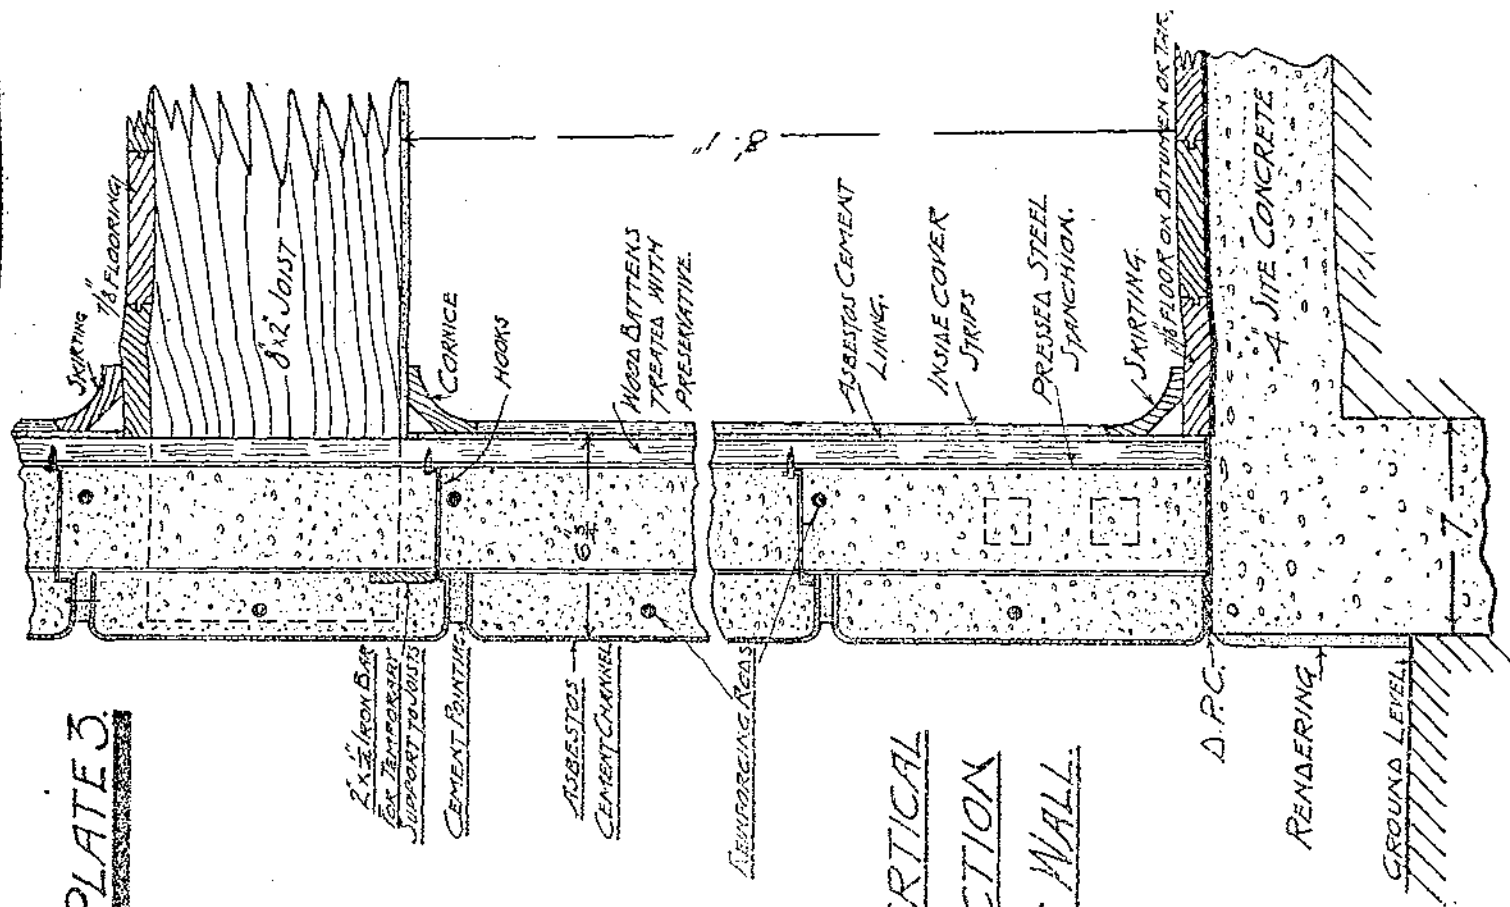 PLATE 3.
SKIRTING
7/8" FLOORING
8" x 2" JOIST
CORNICE
HOOKS
WOOD BATTENS
TREATED WITH
PRESERVATIVE.
8' 1"
ASBESTOS CEMENT
LINING.
INSIDE COVER
STRIPS
PRESSED STEEL
STANCHION.
SKIRTING.
7/8" FLOOR ON BITUMEN OR TAR.
4" SITE CONCRETE
6 3/4"
7"
2" x 1/2" IRON BAR
FOR TEMPORARY
SUPPORT TO JOISTS
CEMENT POINTING
ASBESTOS
CEMENT CHANNEL
REINFORCING RODS
RTICAL
CTION
WALL.
D.P.C.
RENDERING
GROUND LEVEL